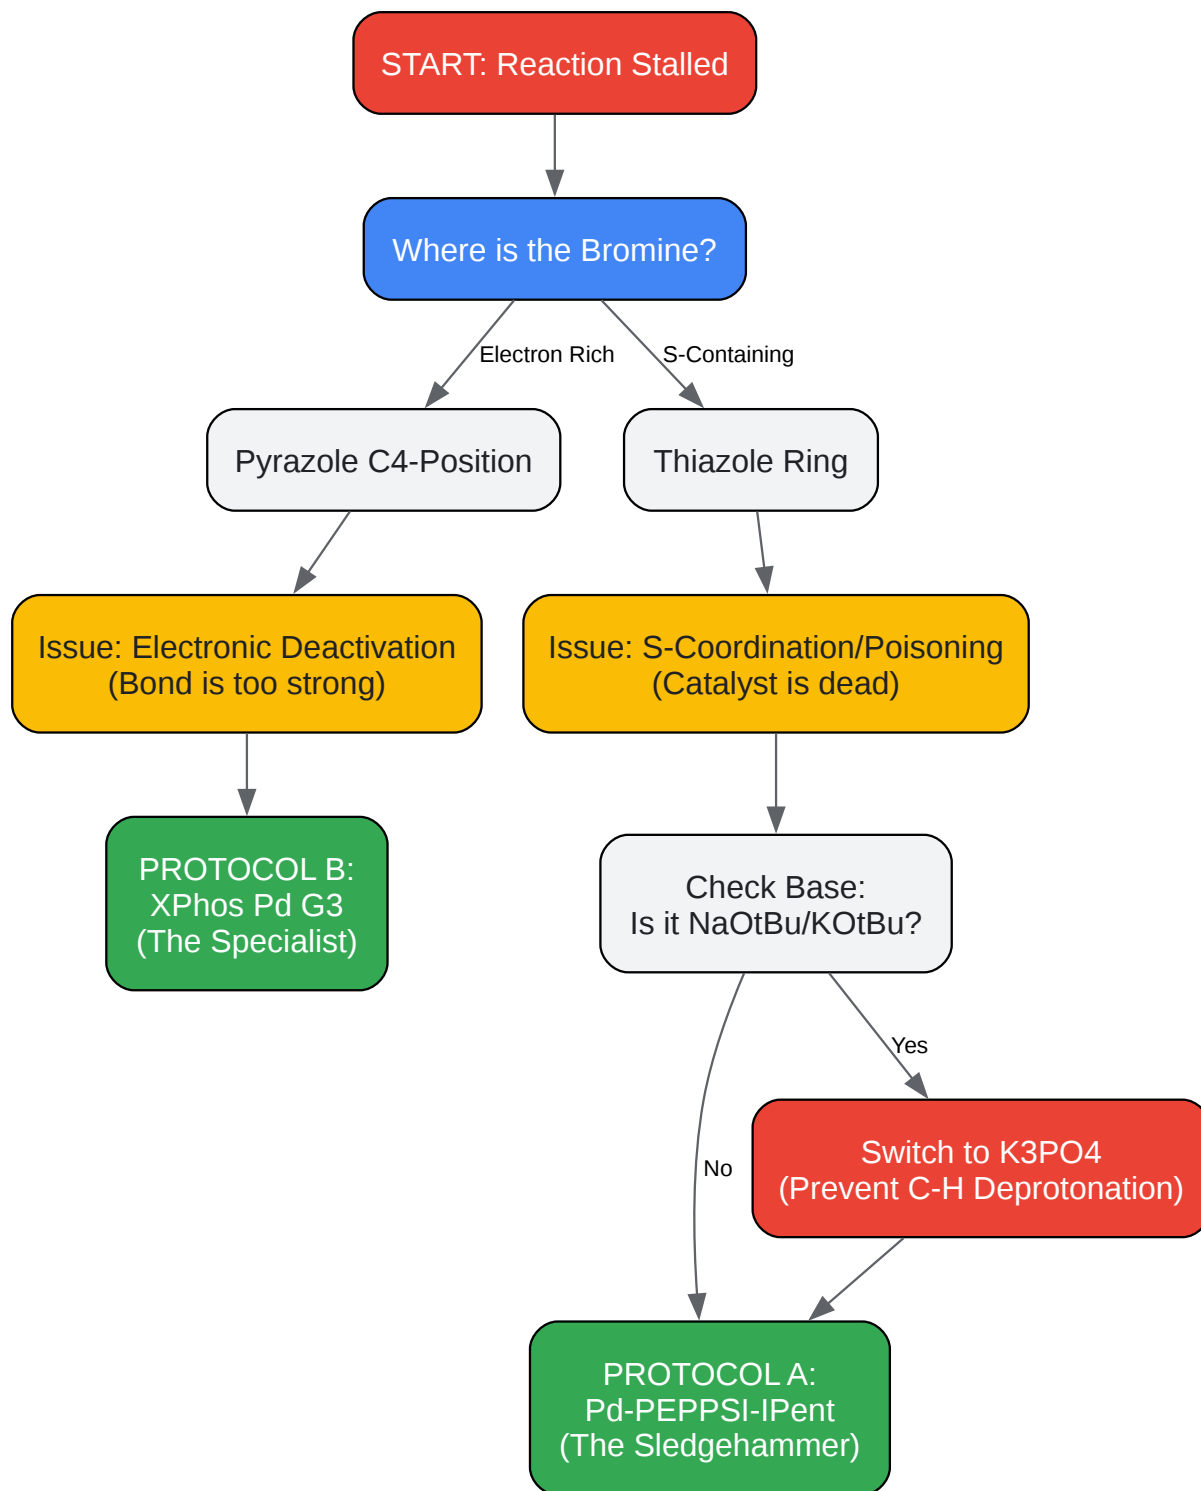 START: Reaction Stalled
Where is the Bromine?
Electron Rich
S-Containing
Pyrazole C4-Position
Thiazole Ring
Issue: Electronic Deactivation
(Bond is too strong)
Issue: S-Coordination/Poisoning
(Catalyst is dead)
PROTOCOL B:
XPhos Pd G3
(The Specialist)
Check Base:
Is it NaOtBu/KOtBu?
Yes
No
Switch to K3PO4
(Prevent C-H Deprotonation)
PROTOCOL A:
Pd-PEPPSI-IPent
(The Sledgehammer)